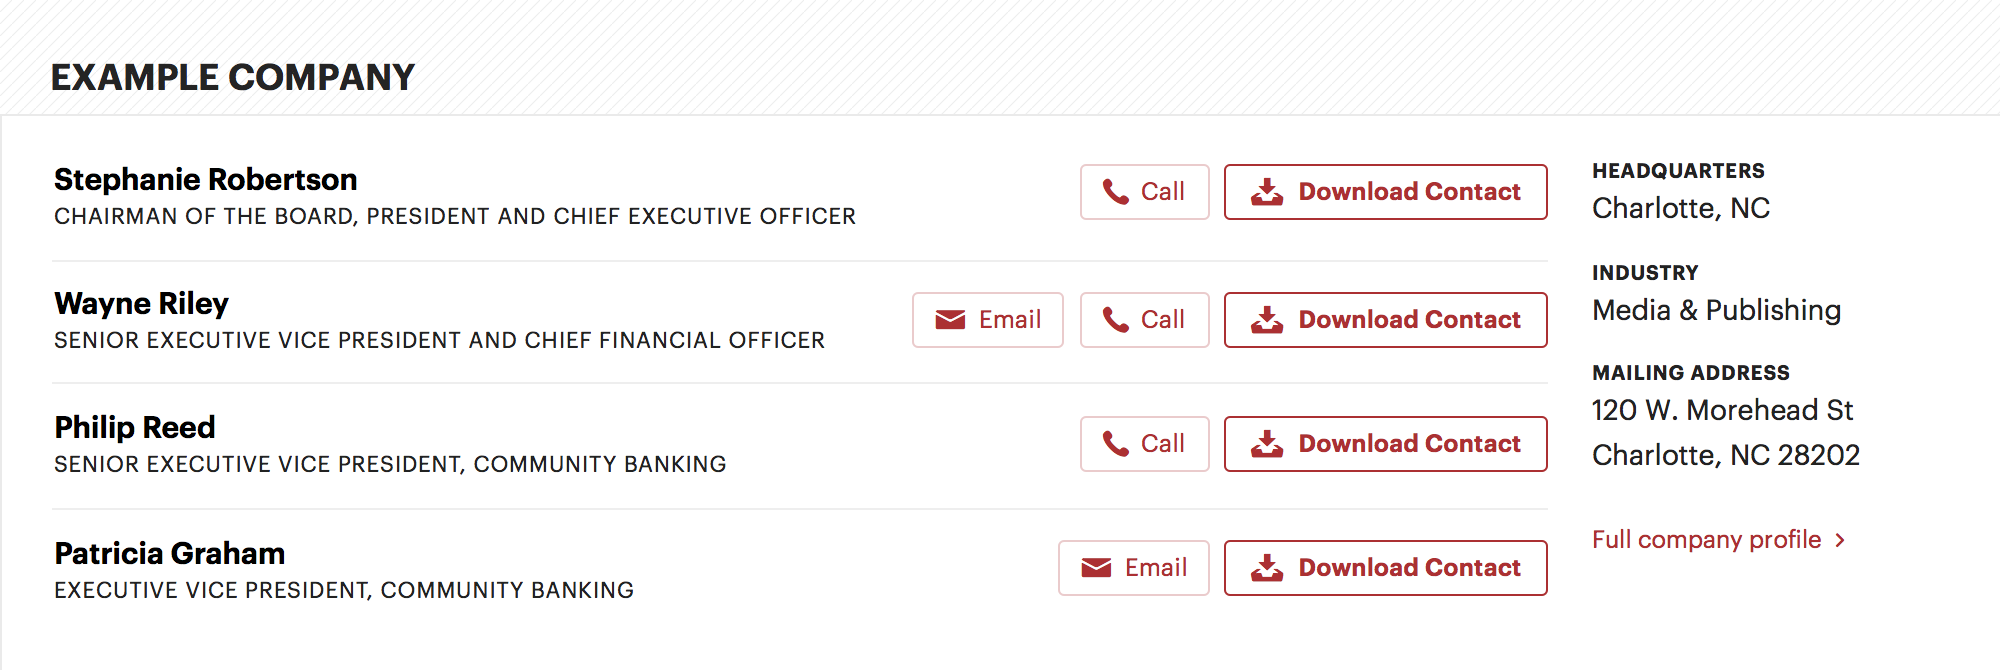 EXAMPLE COMPANY
Stephanie Robertson
CHAIRMAN OF THE BOARD, PRESIDENT AND CHIEF EXECUTIVE OFFICER
Call
Download Contact
Wayne Riley
SENIOR EXECUTIVE VICE PRESIDENT AND CHIEF FINANCIAL OFFICER
Email
Call
Download Contact
Philip Reed
SENIOR EXECUTIVE VICE PRESIDENT, COMMUNITY BANKING
Call
Download Contact
Patricia Graham
EXECUTIVE VICE PRESIDENT, COMMUNITY BANKING
Email
Download Contact
HEADQUARTERS
Charlotte, NC
INDUSTRY
Media & Publishing
MAILING ADDRESS
120 W. Morehead St
Charlotte, NC 28202
Full company profile ›